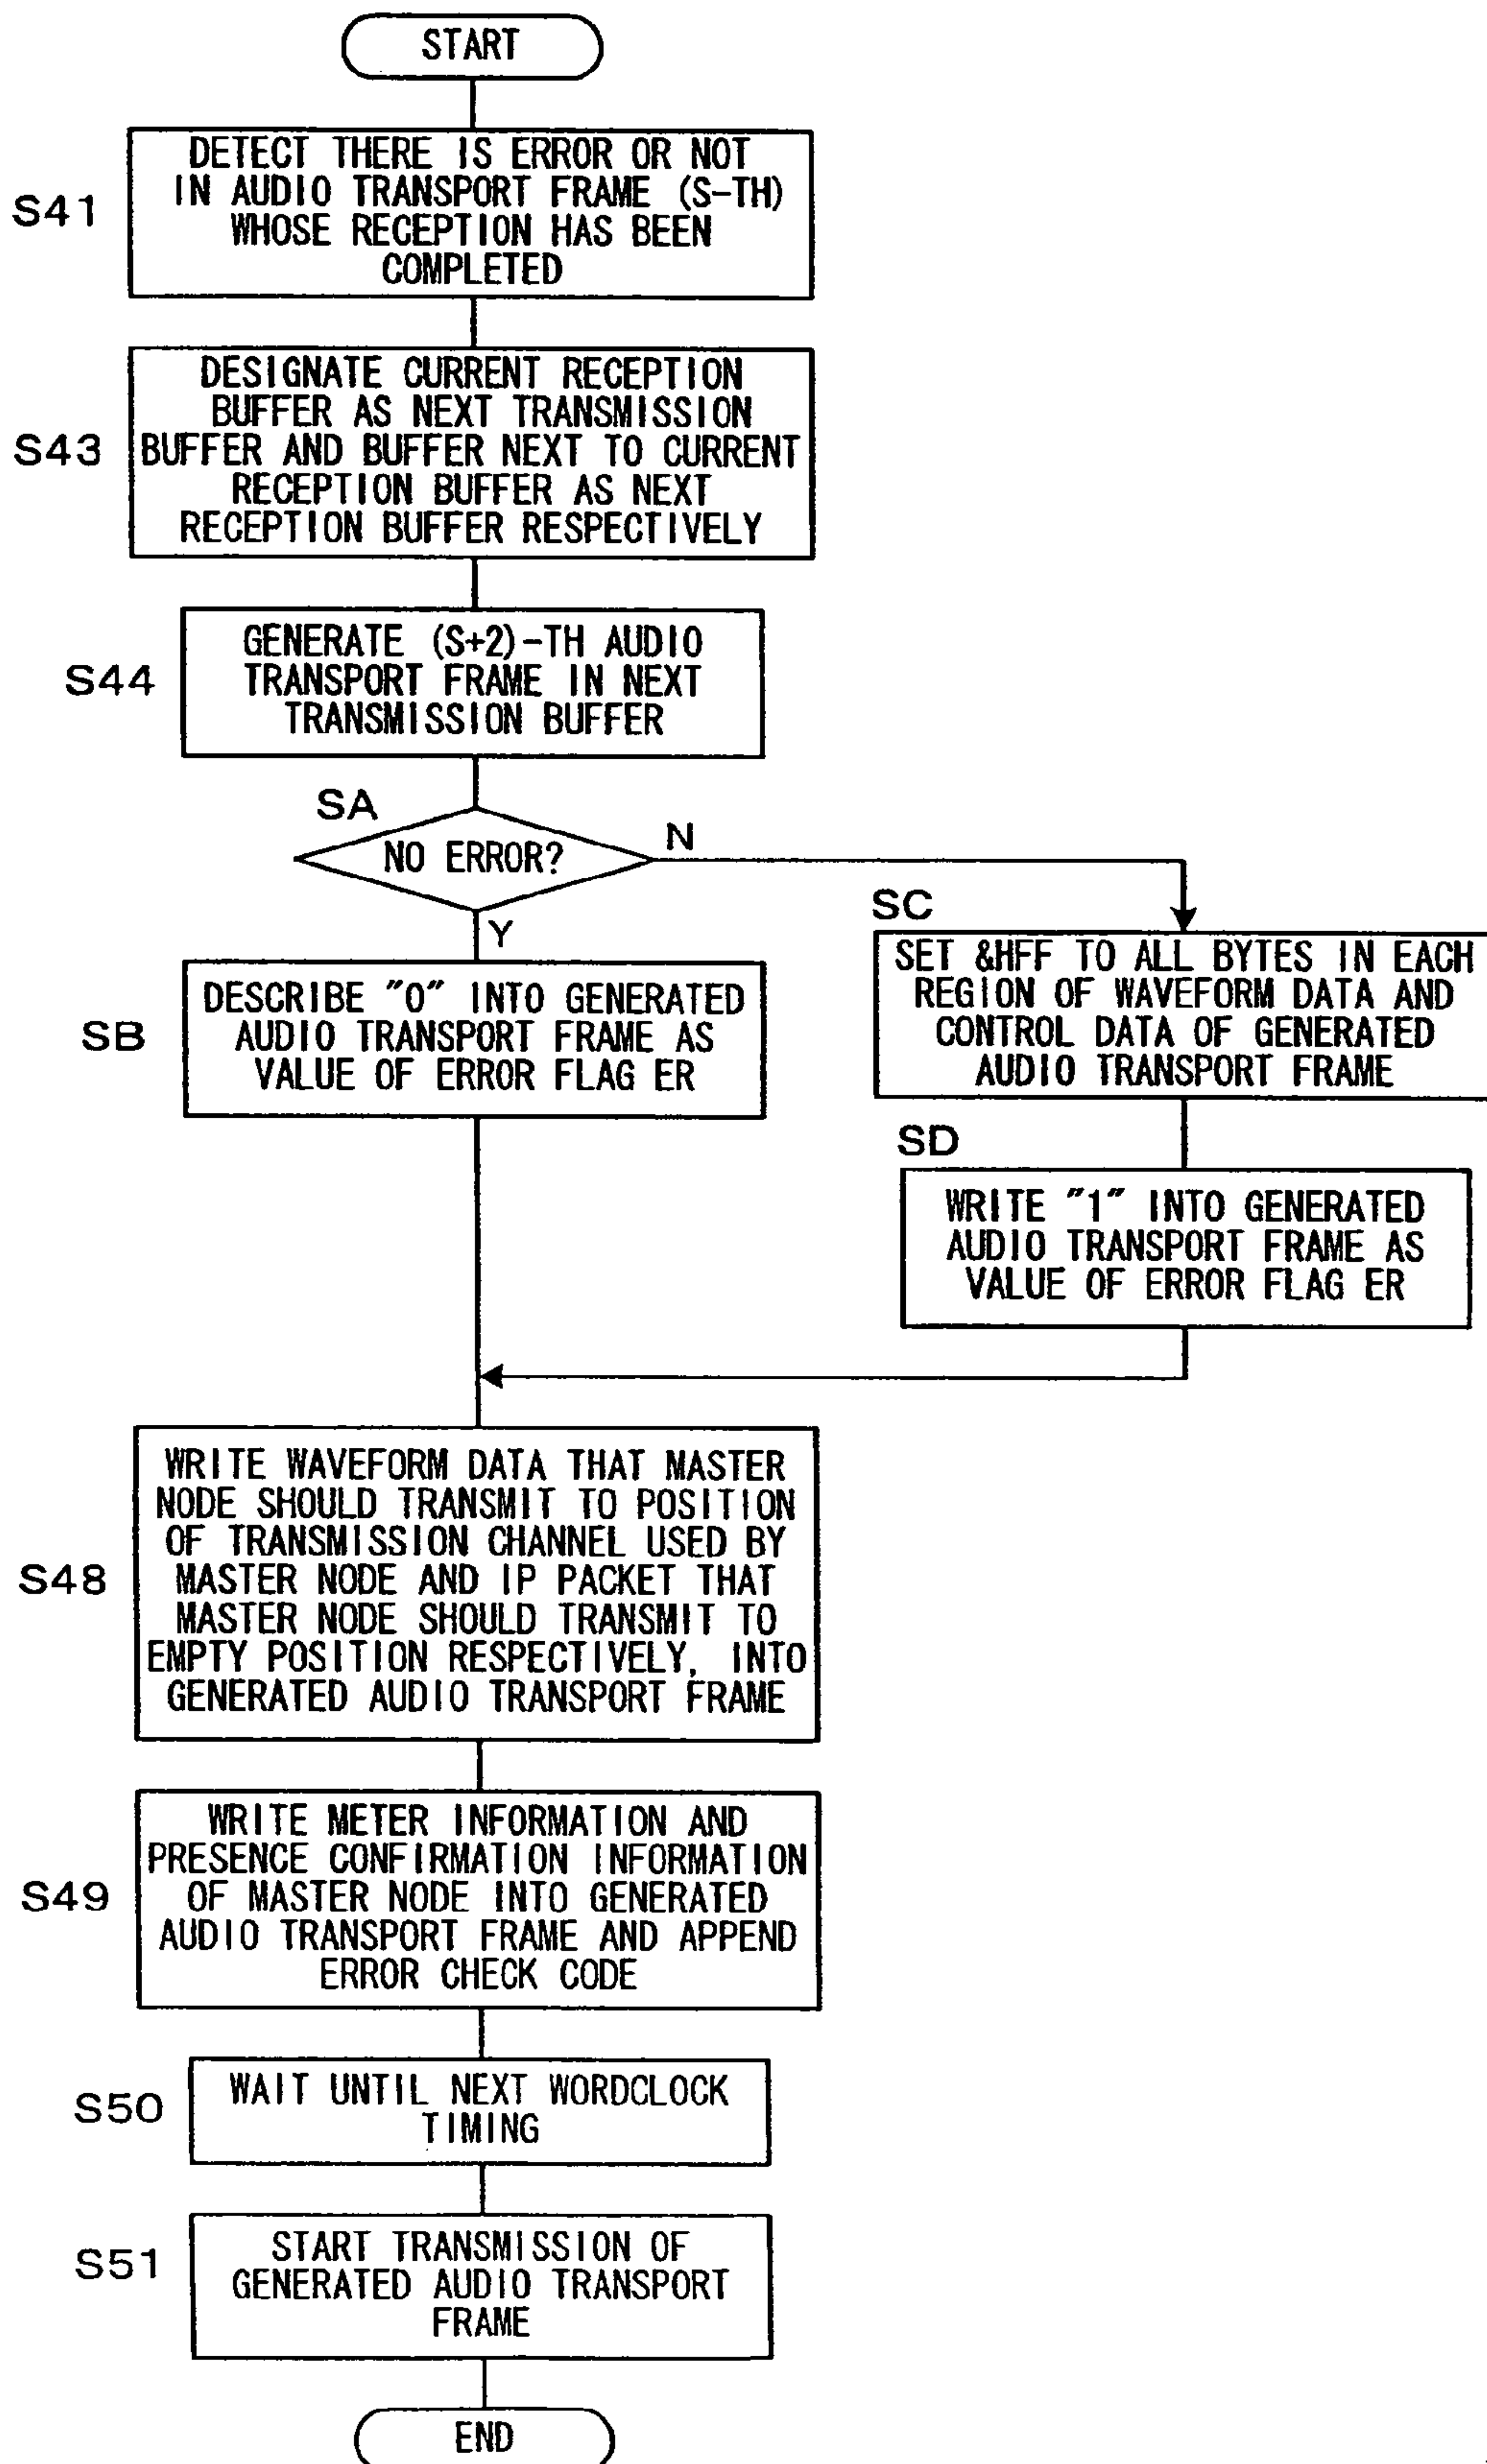 START
S41
DETECT THERE IS ERROR OR NOT
IN AUDIO TRANSPORT FRAME (S-TH)
WHOSE RECEPTION HAS BEEN
COMPLETED
S43
DESIGNATE CURRENT RECEPTION
BUFFER AS NEXT TRANSMISSION
BUFFER AND BUFFER NEXT TO CURRENT
RECEPTION BUFFER AS NEXT
RECEPTION BUFFER RESPECTIVELY
S44
GENERATE (S+2)-TH AUDIO
TRANSPORT FRAME IN NEXT
TRANSMISSION BUFFER
SA
NO ERROR?
N
Y
SB
DESCRIBE "0" INTO GENERATED
AUDIO TRANSPORT FRAME AS
VALUE OF ERROR FLAG ER
SC
SET &HFF TO ALL BYTES IN EACH
REGION OF WAVEFORM DATA AND
CONTROL DATA OF GENERATED
AUDIO TRANSPORT FRAME
SD
WRITE "1" INTO GENERATED
AUDIO TRANSPORT FRAME AS
VALUE OF ERROR FLAG ER
S48
WRITE WAVEFORM DATA THAT MASTER
NODE SHOULD TRANSMIT TO POSITION
OF TRANSMISSION CHANNEL USED BY
MASTER NODE AND IP PACKET THAT
MASTER NODE SHOULD TRANSMIT TO
EMPTY POSITION RESPECTIVELY, INTO
GENERATED AUDIO TRANSPORT FRAME
S49
WRITE METER INFORMATION AND
PRESENCE CONFIRMATION INFORMATION
OF MASTER NODE INTO GENERATED
AUDIO TRANSPORT FRAME AND APPEND
ERROR CHECK CODE
S50
WAIT UNTIL NEXT WORDCLOCK
TIMING
S51
START TRANSMISSION OF
GENERATED AUDIO TRANSPORT
FRAME
END